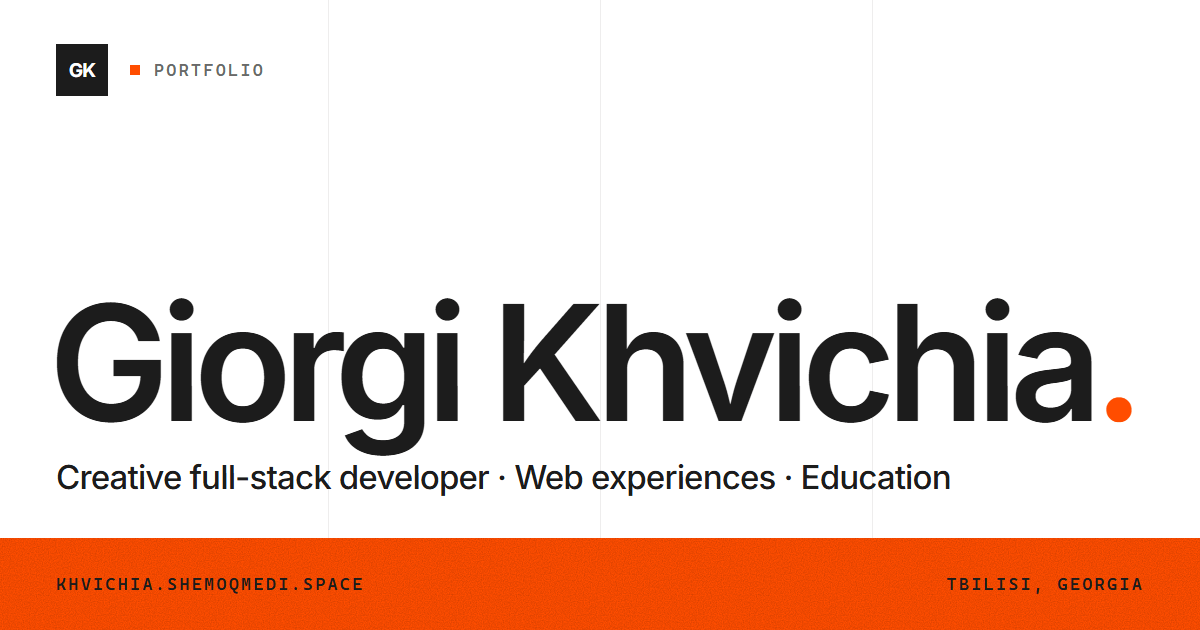 GK
PORTFOLIO
Giorgi Khvichia.
Creative full-stack developer · Web experiences · Education
KHVICHIA.SHEMOQMEDI.SPACE
TBILISI, GEORGIA